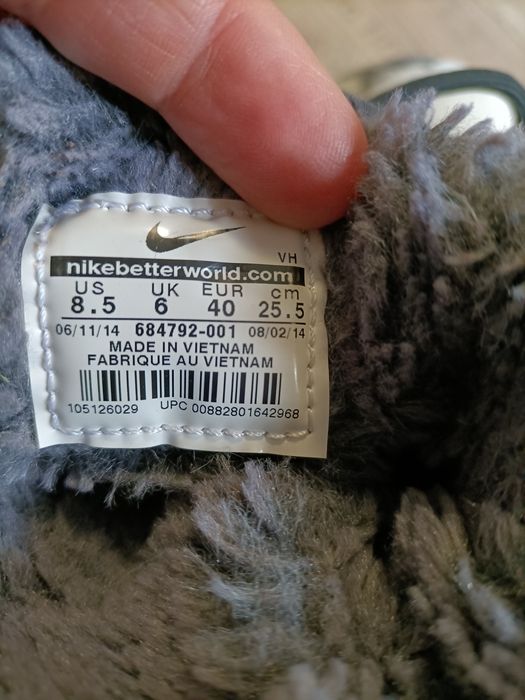 VH
nikebetterworld.com
US UK EUR cm
8.5 6 40 25.5
06/11/14 684792-001 08/02/14
MADE IN VIETNAM
FABRIQUE AU VIETNAM
105126029 UPC 00882801642968